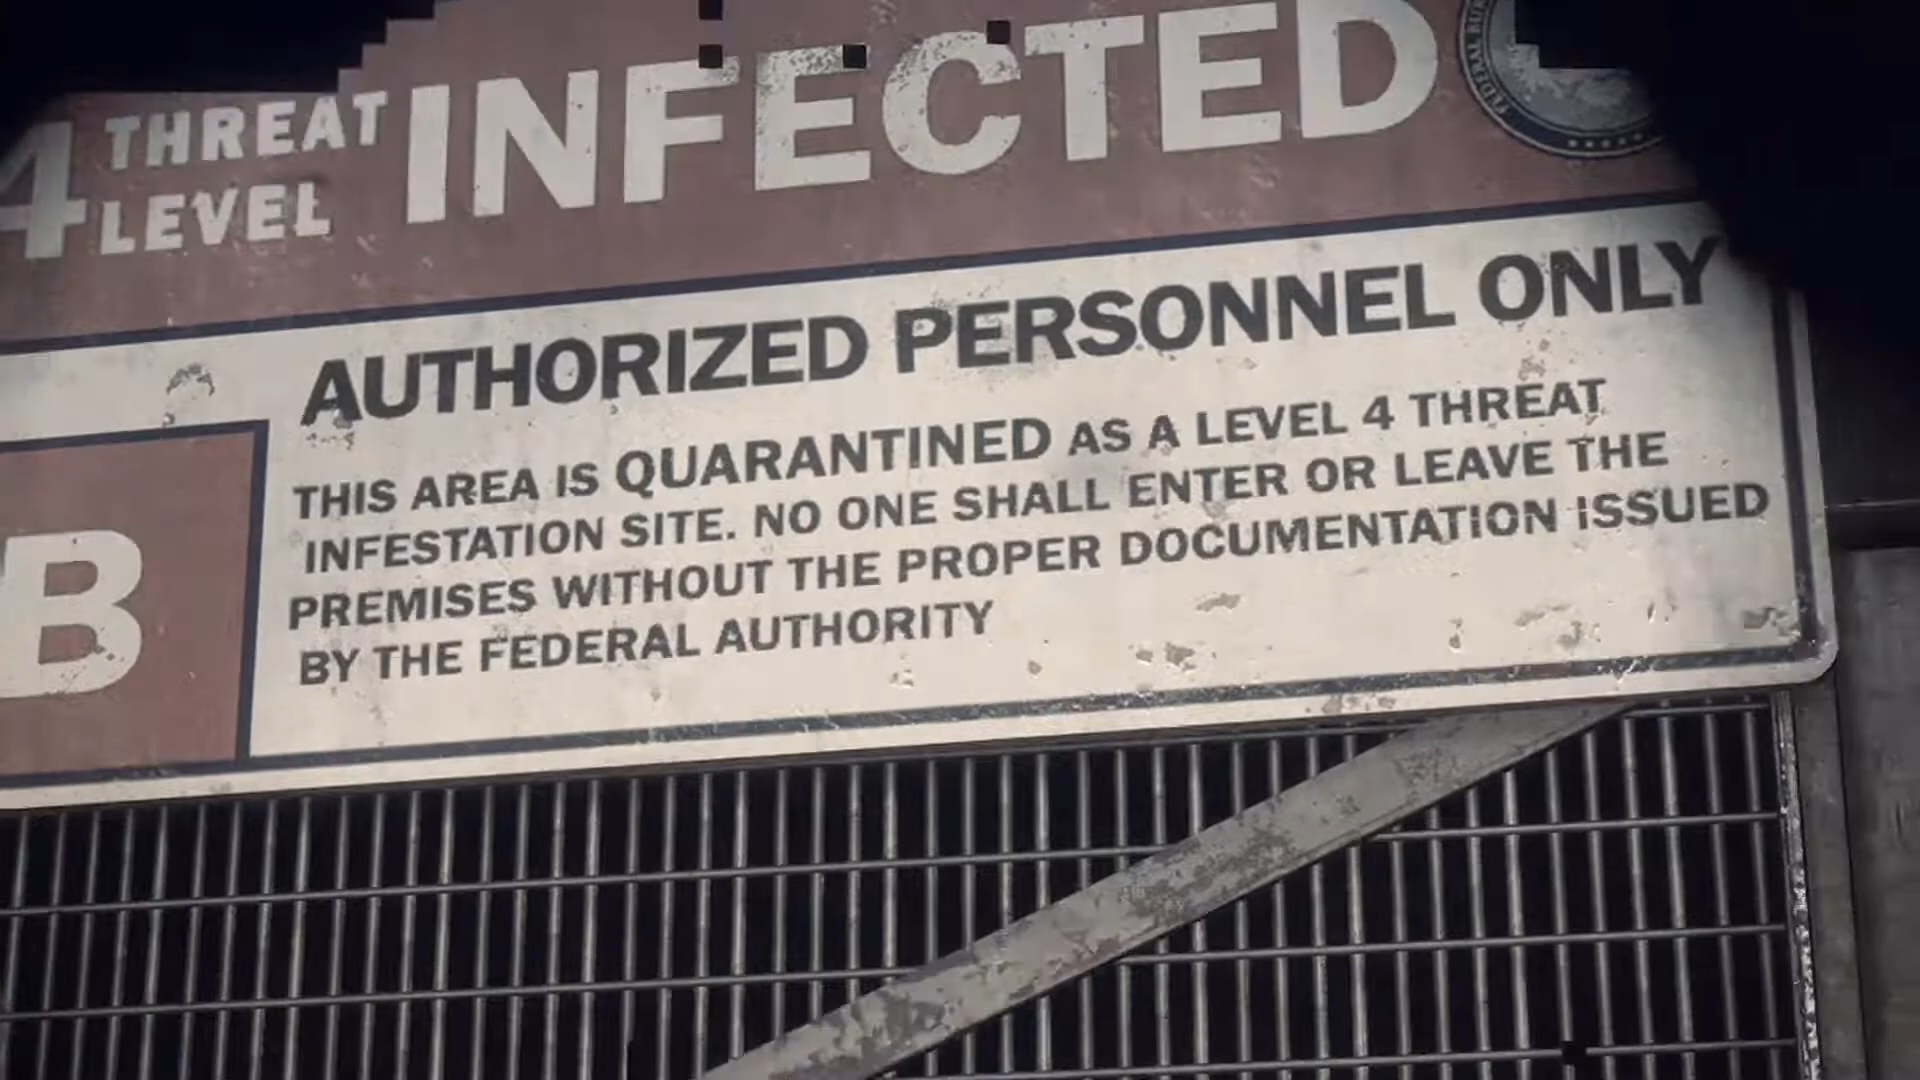 4 THREAT LEVEL INFECTED
FEDERAL
AUTHORIZED PERSONNEL ONLY
THIS AREA IS QUARANTINED AS A LEVEL 4 THREAT
INFESTATION SITE. NO ONE SHALL ENTER OR LEAVE THE
PREMISES WITHOUT THE PROPER DOCUMENTATION ISSUED
BY THE FEDERAL AUTHORITY
B